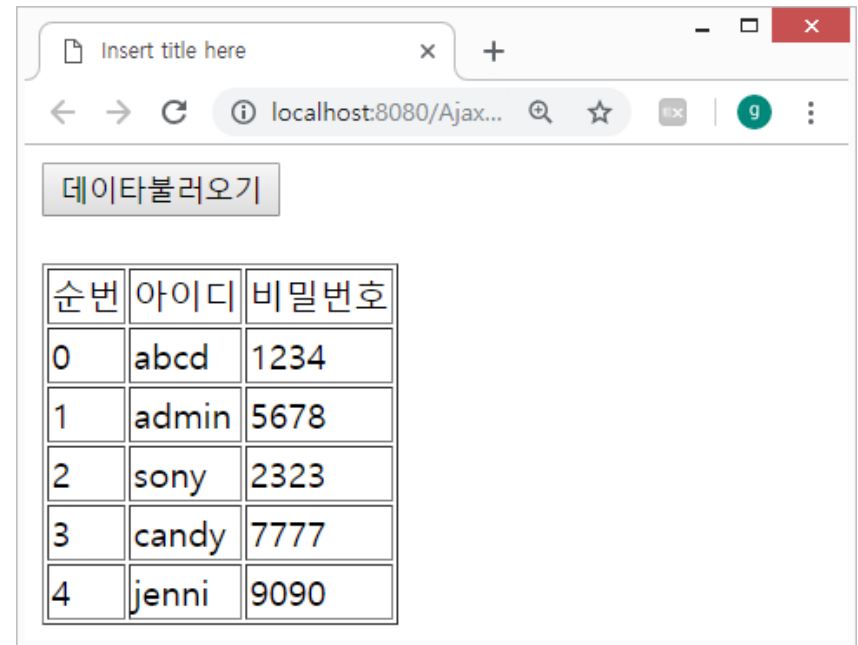 Insert title here
localhost:8080/Ajax...
g
데이타불러오기
순번 아이디 비밀번호
0 abcd 1234
1 admin 5678
2 sony 2323
3 candy 7777
4 jenni 9090